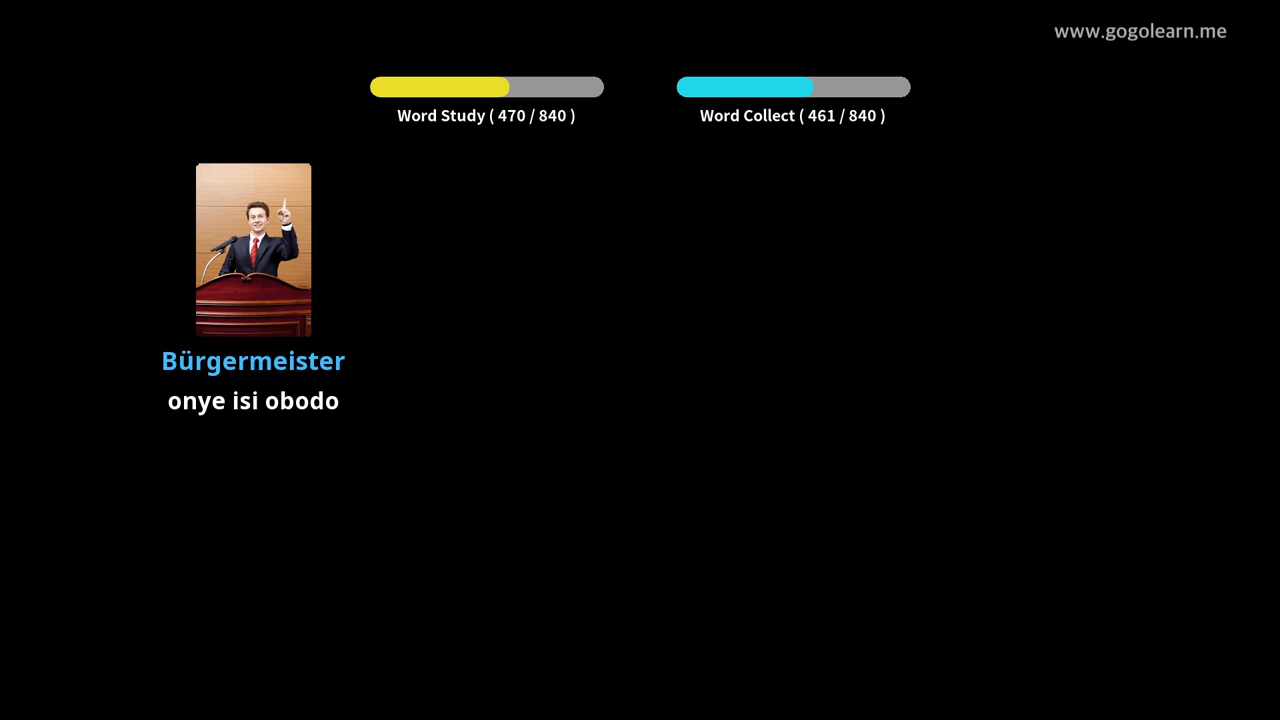 www.gogolearn.me
Word Study ( 470 / 840 )
Word Collect ( 461 / 840 )
Bürgermeister
onye isi obodo